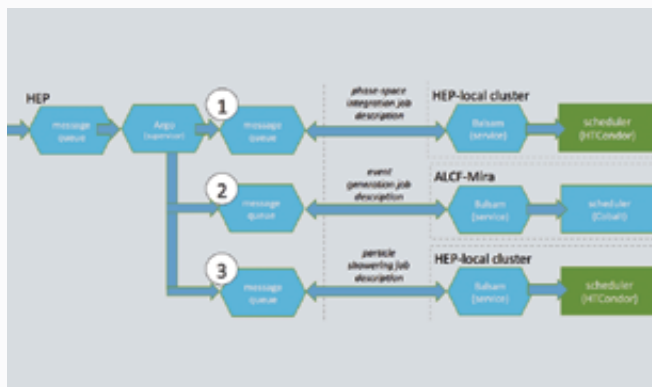 HEP
message
queue
Argo
(supervisor)
1
message
queue
phase-space
integration job
description
HEP-local cluster
Balsam
(service)
scheduler
(HTCondor)
2
message
queue
event
generation job
description
ALCF-Mira
Balsam
(service)
scheduler
(Cobalt)
3
message
queue
particle
showering job
description
HEP-local cluster
Balsam
(service)
scheduler
(HTCondor)